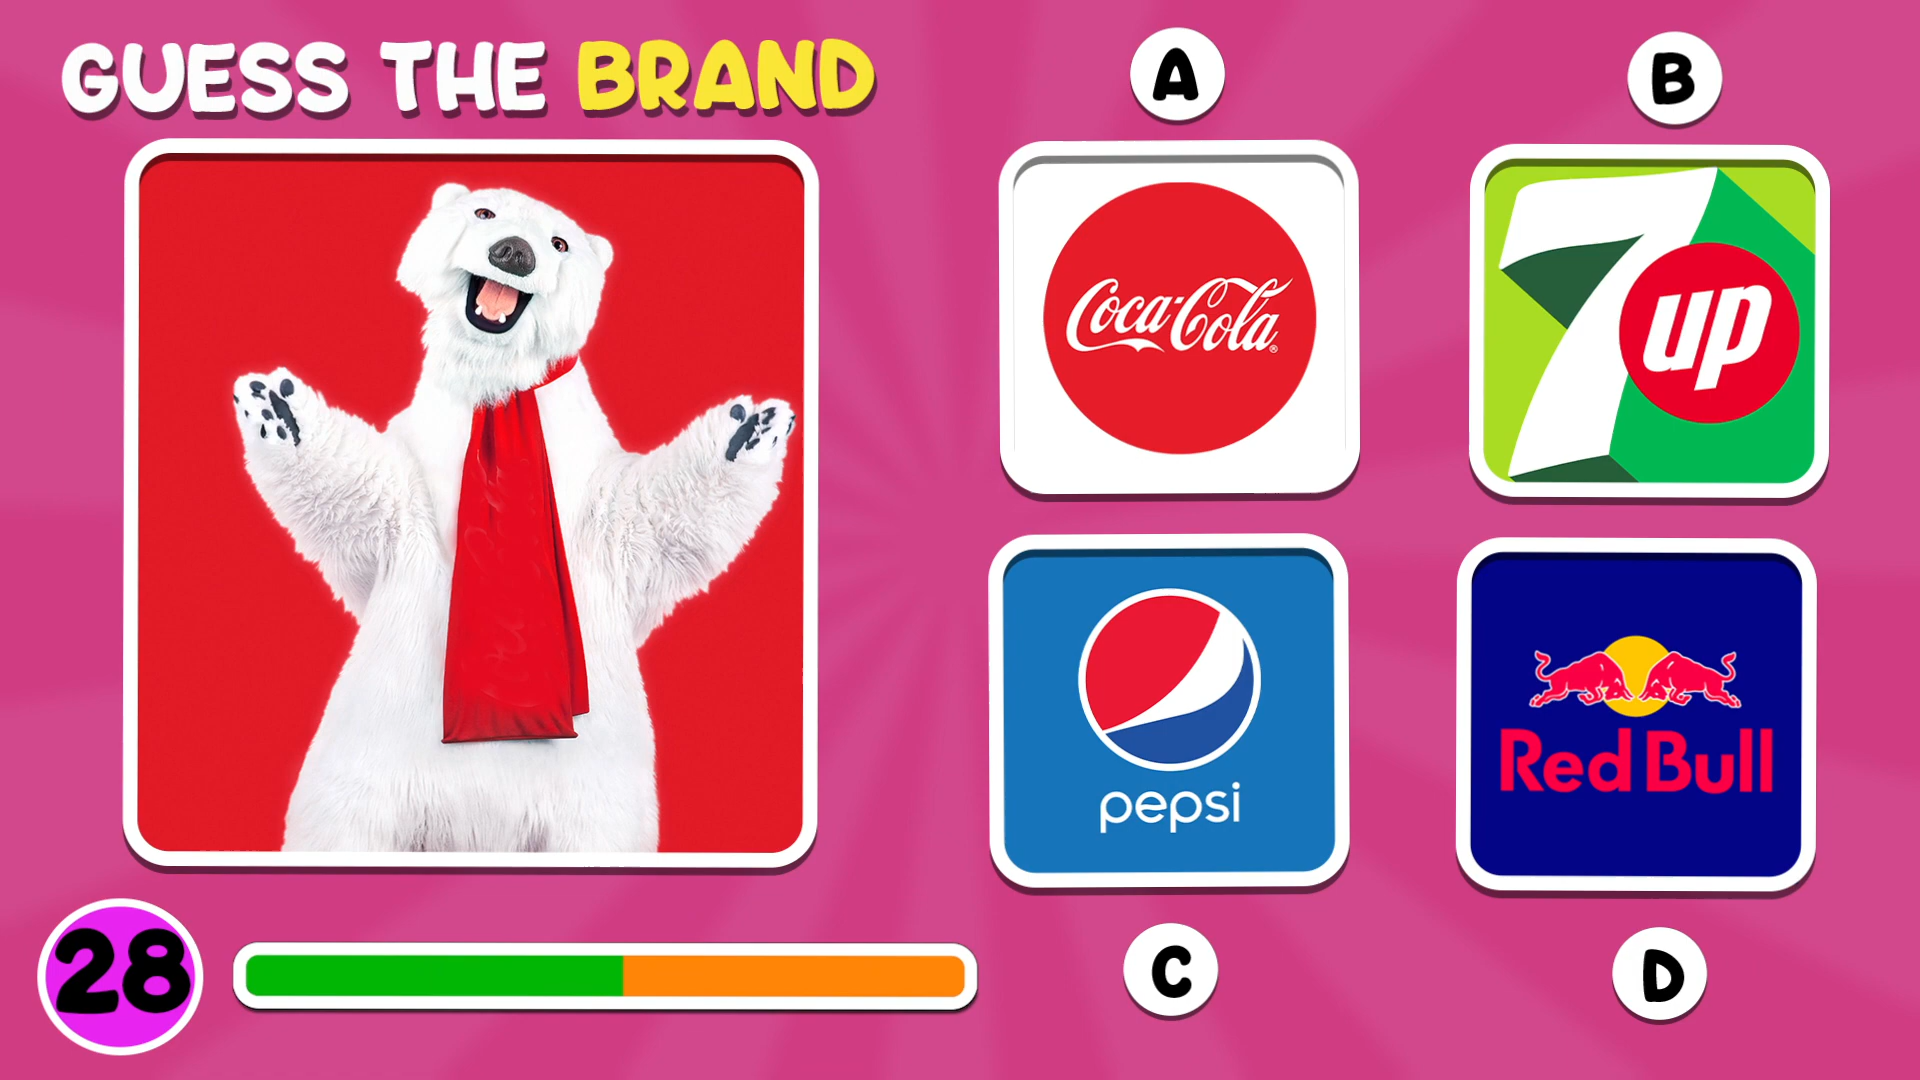 GUESS THE BRAND
A
B
Coca-Cola®
7up
pepsi
Red Bull
C
D
28